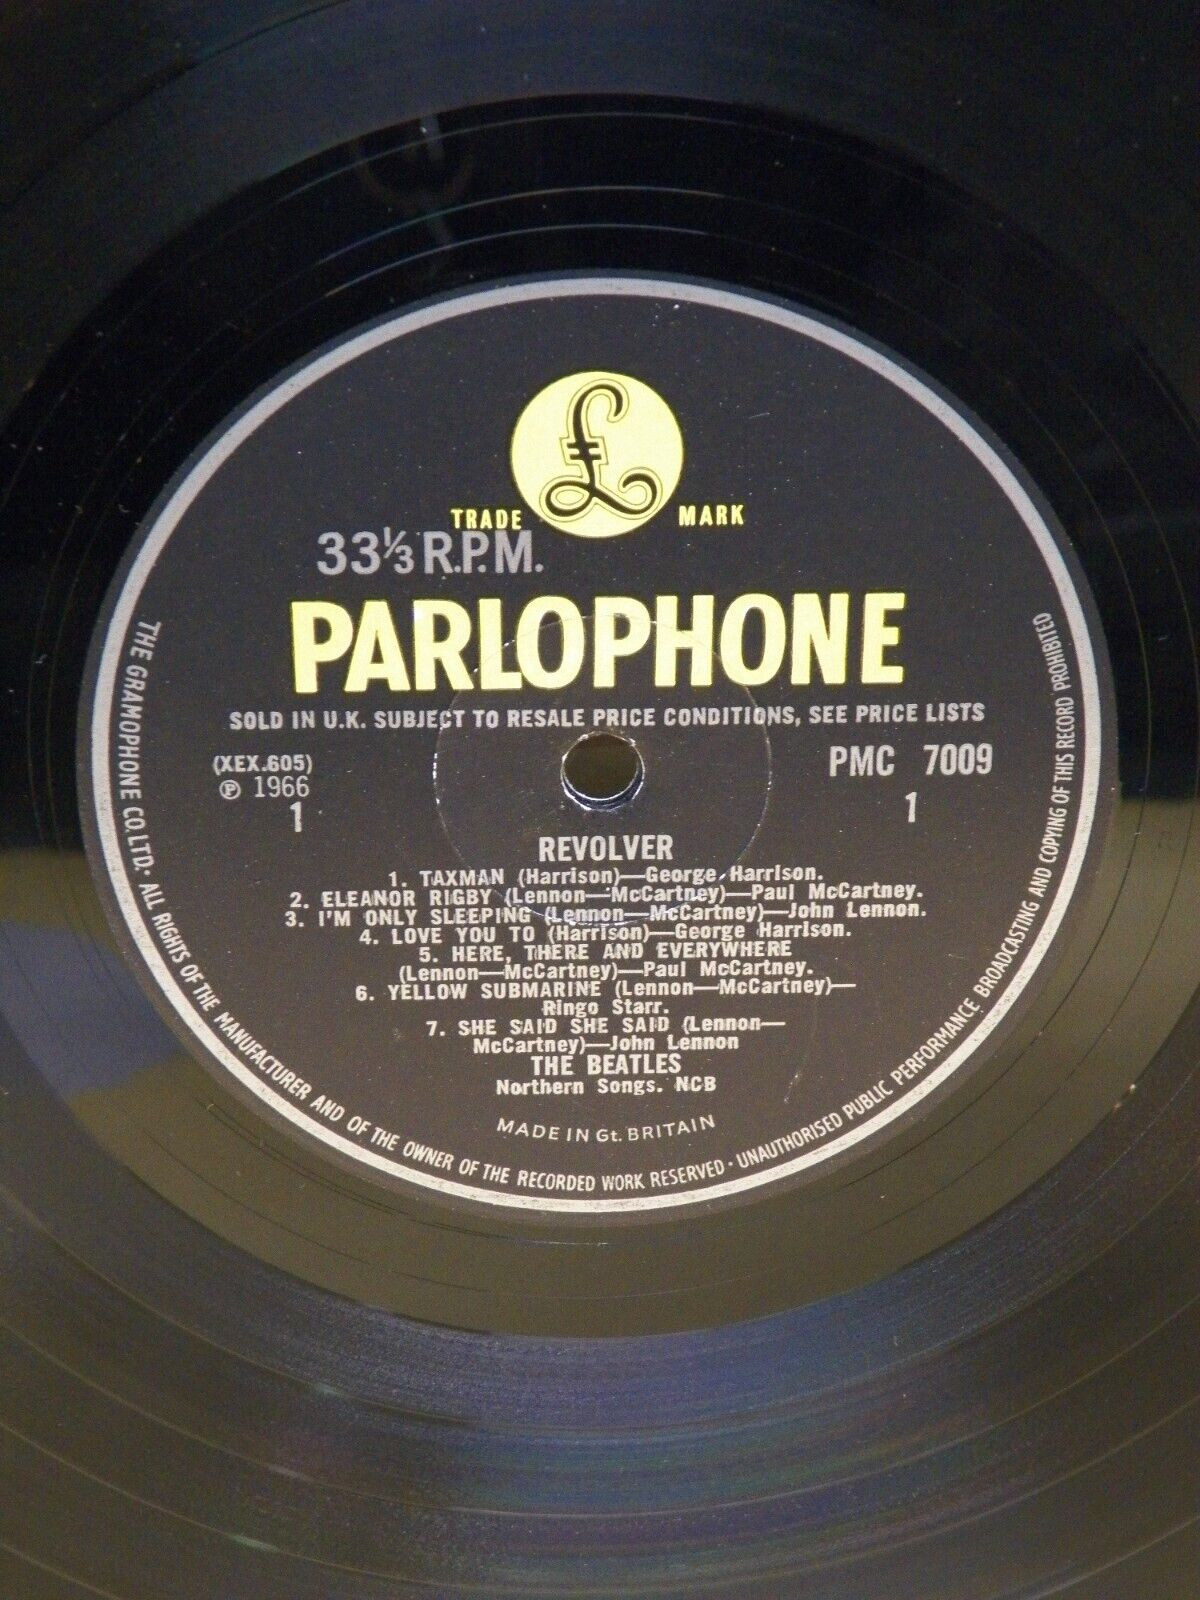 £
TRADE MARK
33⅓ R.P.M.
PARLOPHONE
SOLD IN U.K. SUBJECT TO RESALE PRICE CONDITIONS, SEE PRICE LISTS
(XEX.605)
℗ 1966
1
PMC 7009
1
REVOLVER
1. TAXMAN (Harrison)—George Harrison.
2. ELEANOR RIGBY (Lennon—McCartney)—Paul McCartney.
3. I'M ONLY SLEEPING (Lennon—McCartney)—John Lennon.
4. LOVE YOU TO (Harrison)—George Harrison.
5. HERE, THERE AND EVERYWHERE
(Lennon—McCartney)—Paul McCartney.
6. YELLOW SUBMARINE (Lennon—McCartney)—
Ringo Starr.
7. SHE SAID SHE SAID (Lennon—
McCartney)—John Lennon
THE BEATLES
Northern Songs. NCB
MADE IN Gt. BRITAIN
THE GRAMOPHONE CO. LTD· ALL RIGHTS OF THE MANUFACTURER AND OF THE OWNER OF THE RECORDED WORK RESERVED · UNAUTHORISED PUBLIC PERFORMANCE BROADCASTING AND COPYING OF THIS RECORD PROHIBITED